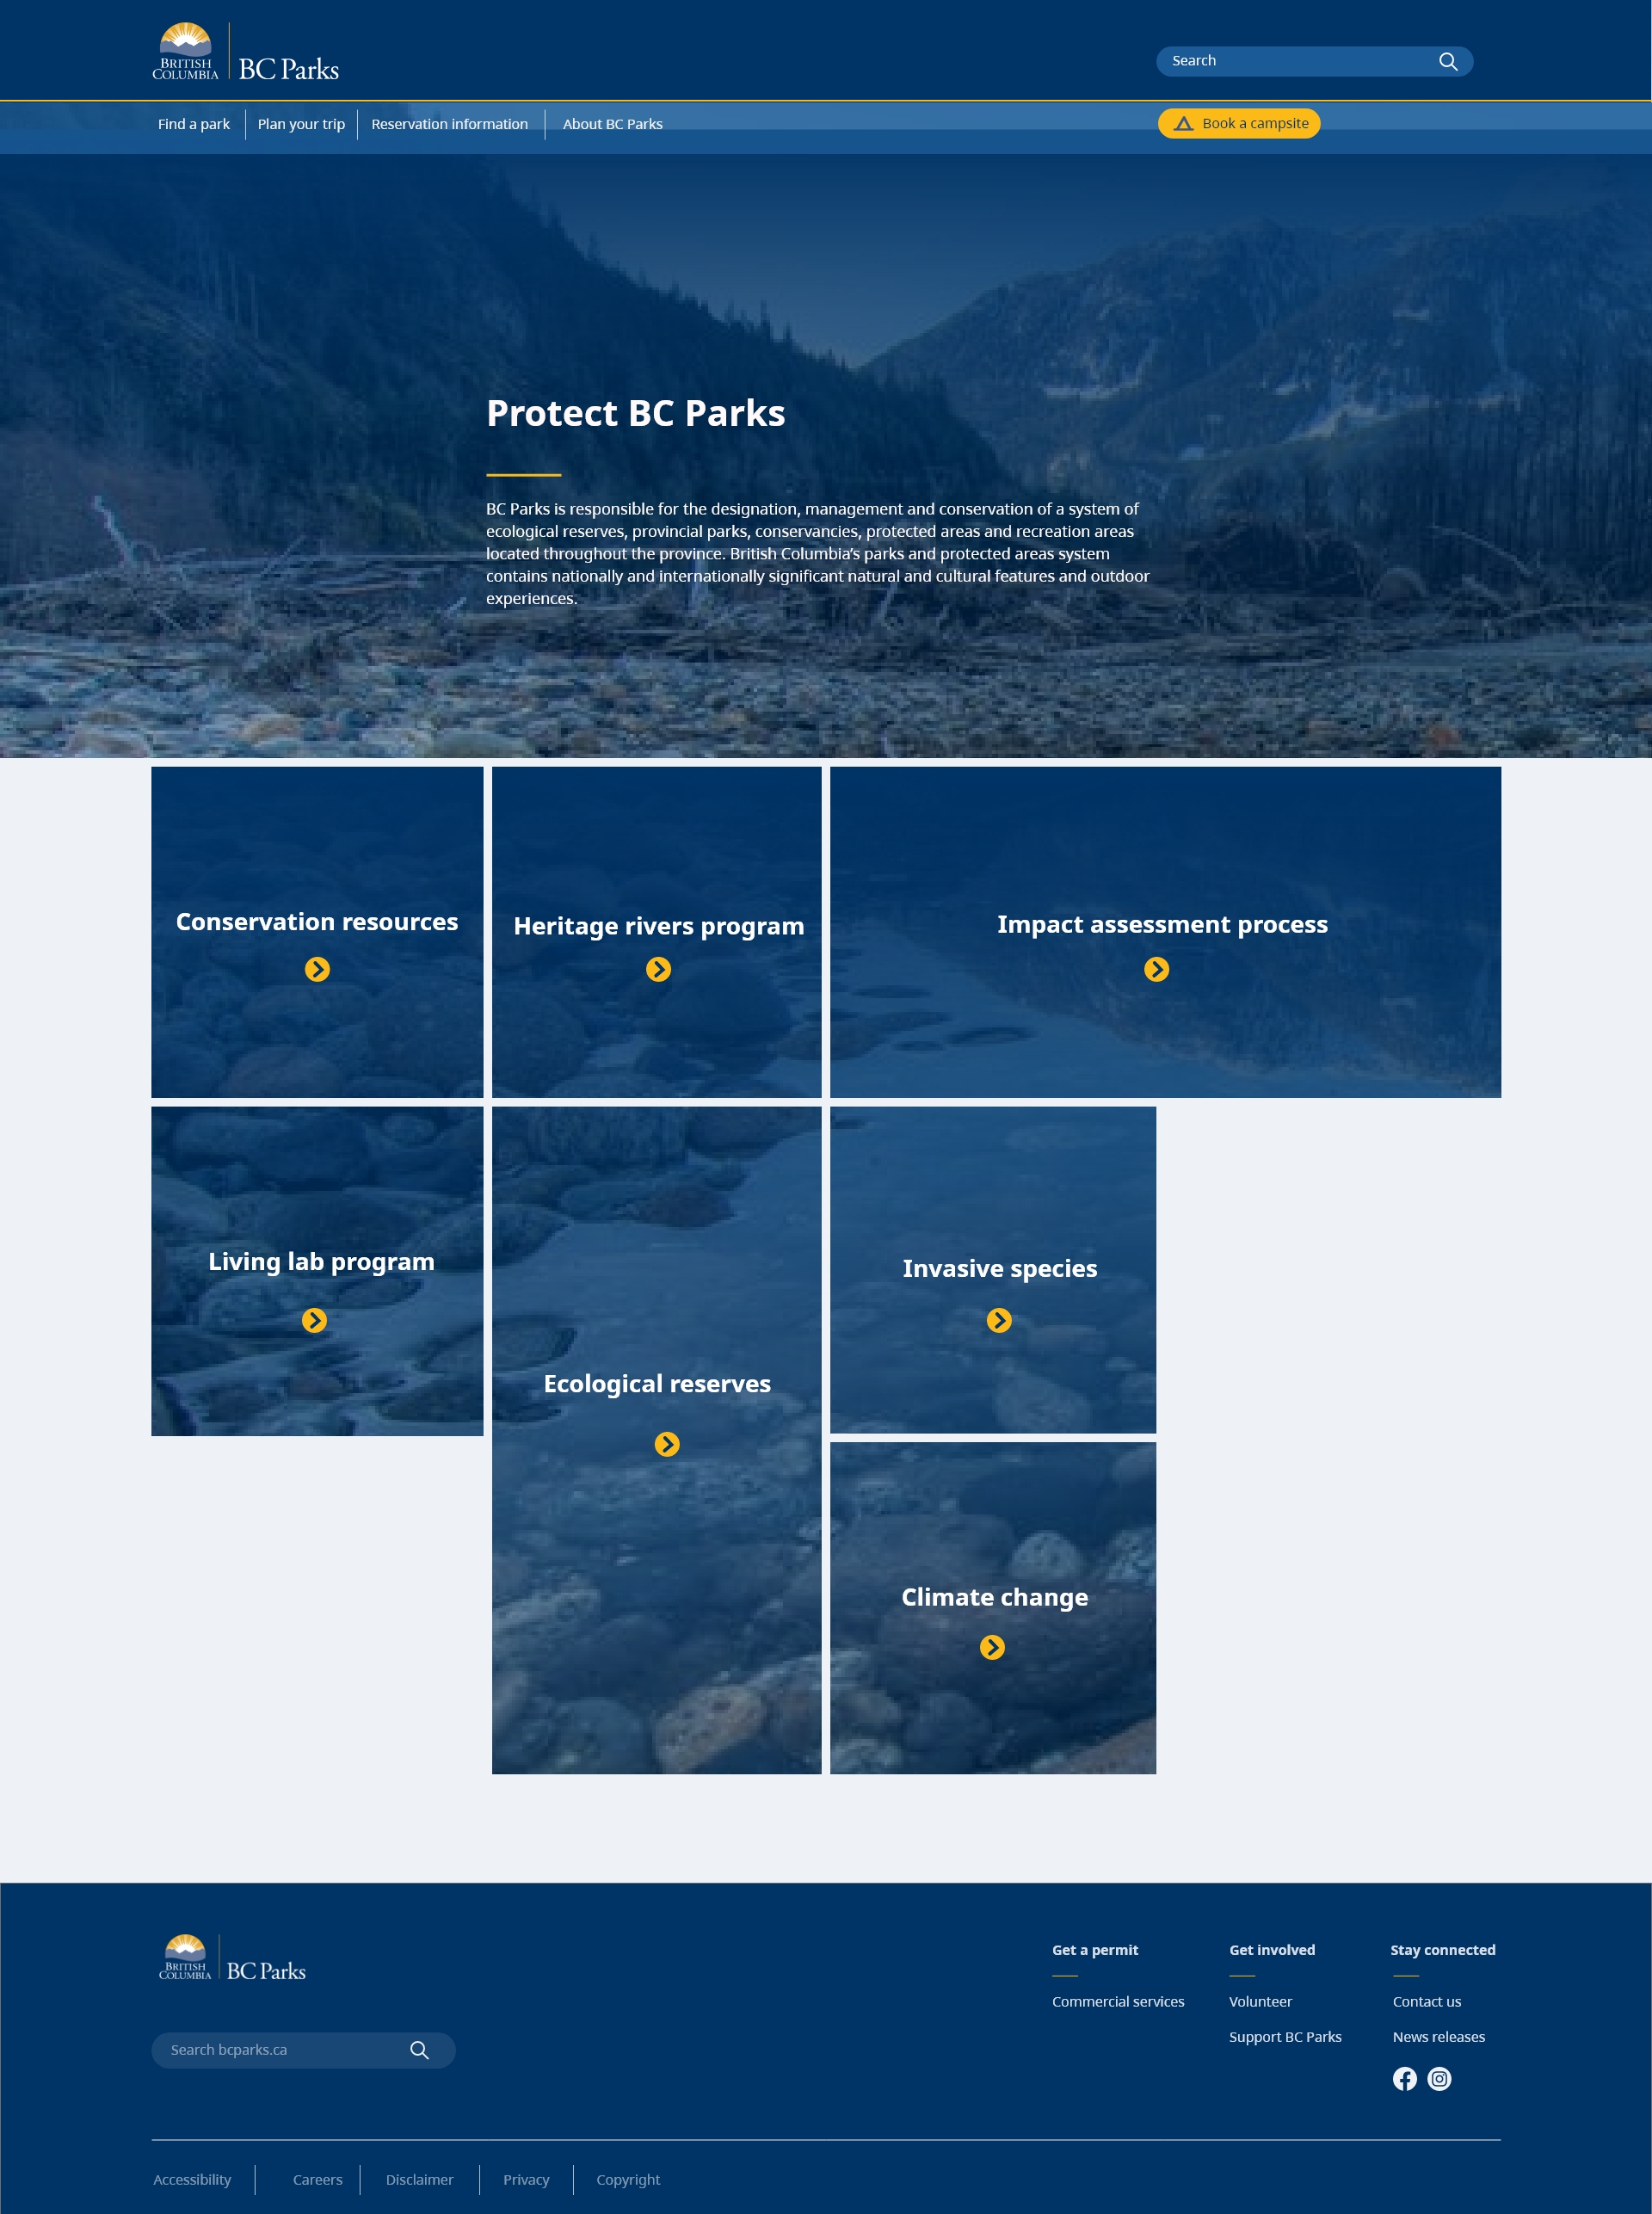 BRITISH
COLUMBIA
BC Parks
Search
Find a park
Plan your trip
Reservation information
About BC Parks
Book a campsite
Protect BC Parks
BC Parks is responsible for the designation, management and conservation of a system of
ecological reserves, provincial parks, conservancies, protected areas and recreation areas
located throughout the province. British Columbia’s parks and protected areas system
contains nationally and internationally significant natural and cultural features and outdoor
experiences.
Conservation resources
Heritage rivers program
Impact assessment process
Living lab program
Invasive species
Ecological reserves
Climate change
BRITISH
COLUMBIA
BC Parks
Search bcparks.ca
Get a permit
Commercial services
Get involved
Volunteer
Support BC Parks
Stay connected
Contact us
News releases
Accessibility
Careers
Disclaimer
Privacy
Copyright